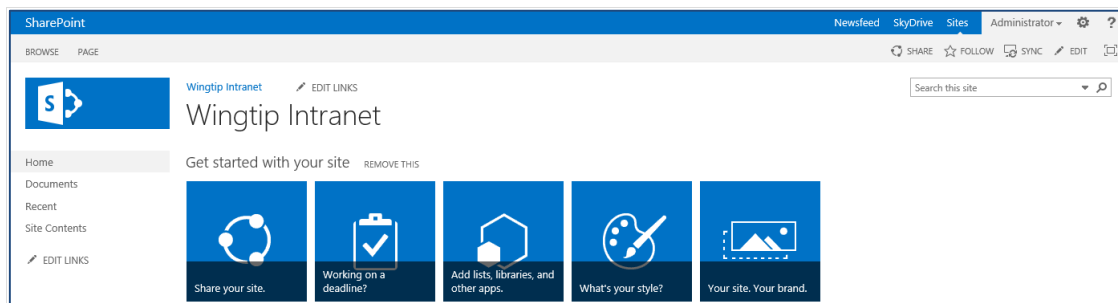 SharePoint
Newsfeed SkyDrive Sites Administrator ?
BROWSE PAGE
SHARE FOLLOW SYNC EDIT
S
Wingtip Intranet EDIT LINKS
Search this site
Wingtip Intranet
Home
Documents
Recent
Site Contents
EDIT LINKS
Get started with your site REMOVE THIS
Share your site.
Working on a
deadline?
Add lists, libraries, and
other apps.
What's your style?
Your site. Your brand.